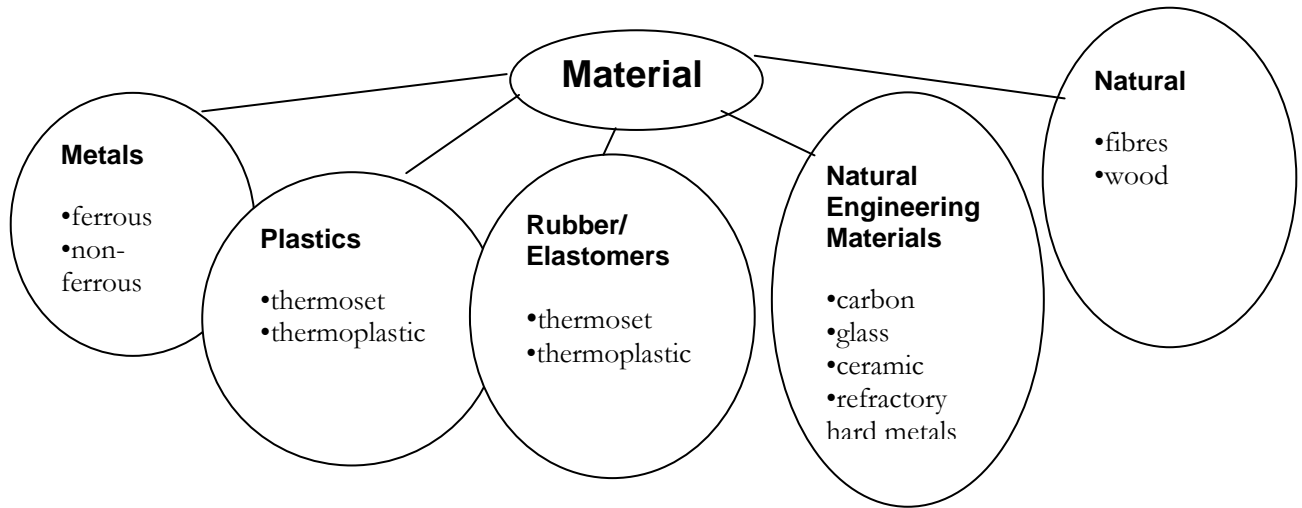 Material
Metals
•ferrous
•non-
ferrous
Plastics
•thermoset
•thermoplastic
Rubber/
Elastomers
•thermoset
•thermoplastic
Natural
Engineering
Materials
•carbon
•glass
•ceramic
•refractory
hard metals
Natural
•fibres
•wood